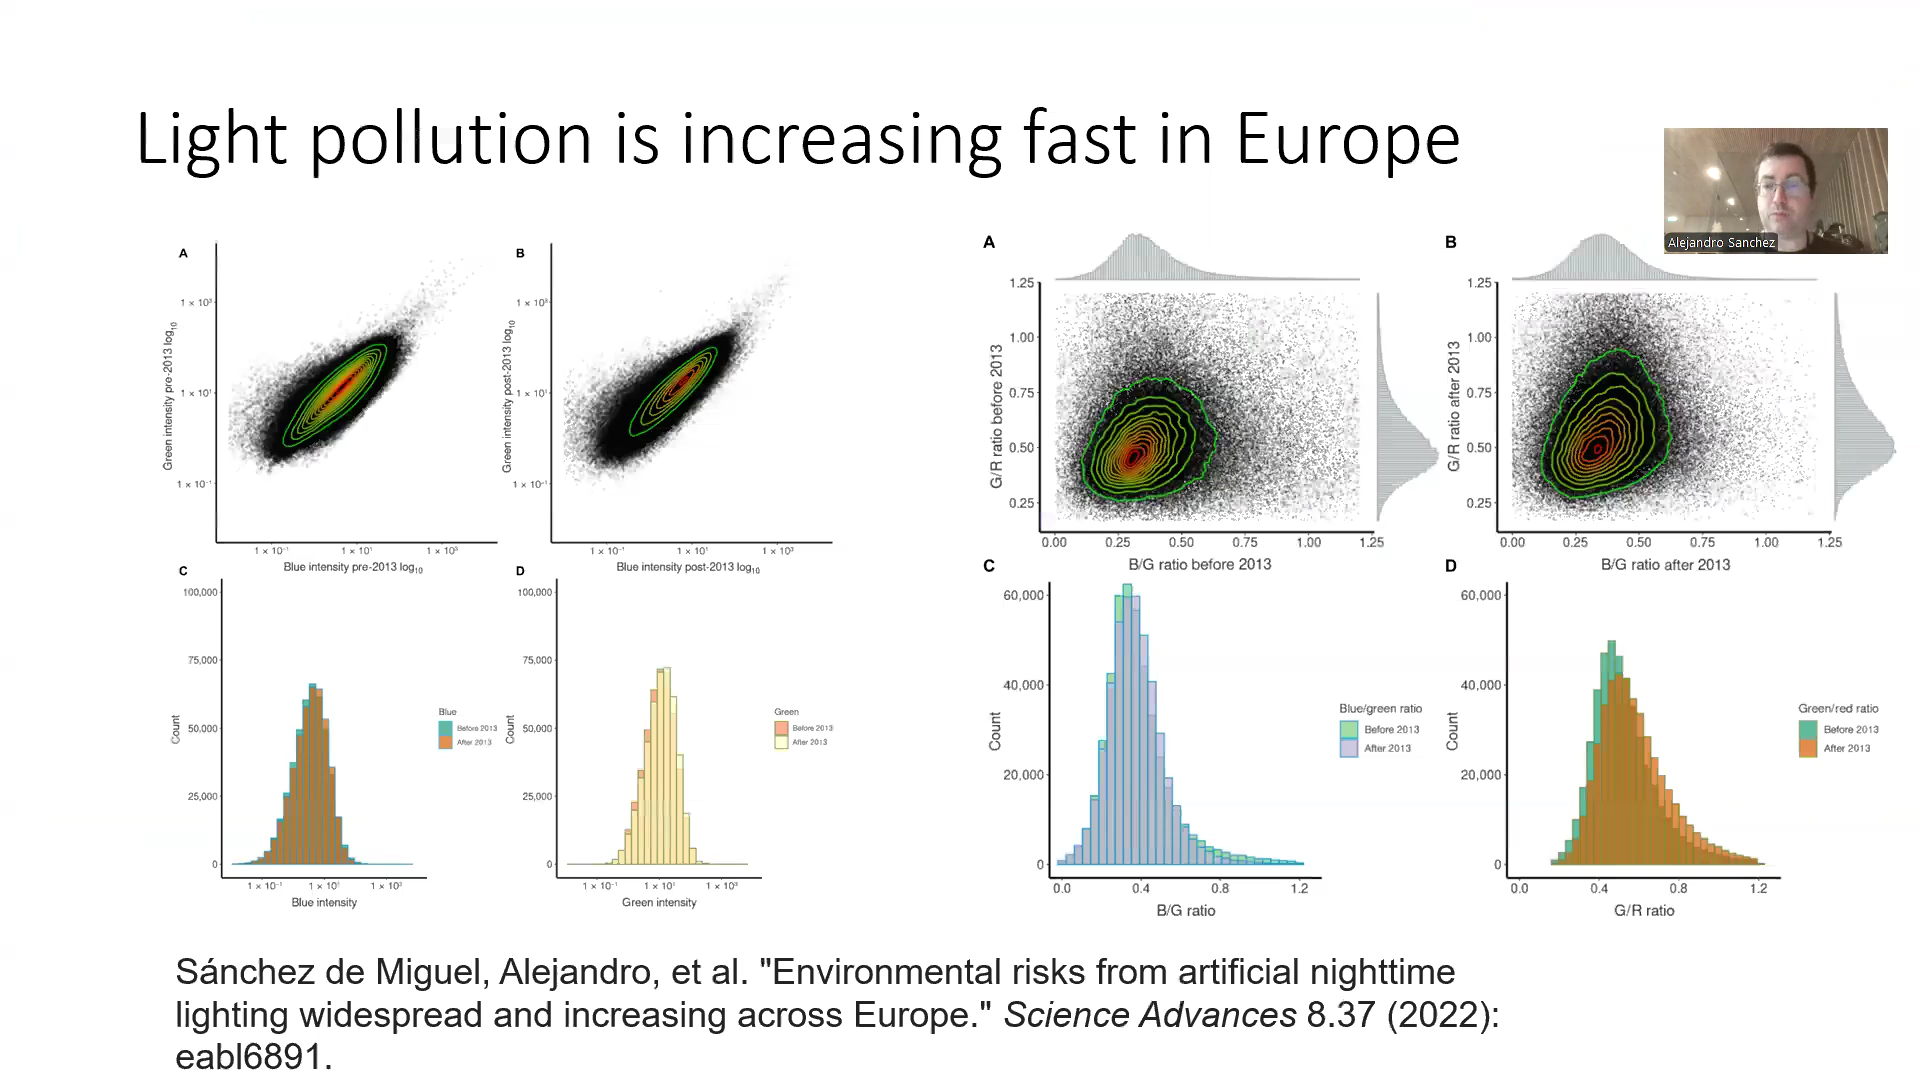 Light pollution is increasing fast in Europe
Alejandro Sanchez
A
Green intensity pre-2013 log10
1 × 10³
1 × 10¹
1 × 10⁻¹
1 × 10⁻¹
1 × 10¹
1 × 10³
Blue intensity pre-2013 log10
B
Green intensity post-2013 log10
1 × 10³
1 × 10¹
1 × 10⁻¹
1 × 10⁻¹
1 × 10¹
1 × 10³
Blue intensity post-2013 log10
C
Count
100,000
75,000
50,000
25,000
0
1 × 10⁻¹
1 × 10¹
1 × 10³
Blue intensity
Blue
Before 2013
After 2013
D
Count
100,000
75,000
50,000
25,000
0
1 × 10⁻¹
1 × 10¹
1 × 10³
Green intensity
Green
Before 2013
After 2013
A
G/R ratio before 2013
1.25
1.00
0.75
0.50
0.25
0.00
0.25
0.50
0.75
1.00
1.25
B/G ratio before 2013
B
G/R ratio after 2013
1.25
1.00
0.75
0.50
0.25
0.00
0.25
0.50
0.75
1.00
1.25
B/G ratio after 2013
C
Count
60,000
40,000
20,000
0
0.0
0.4
0.8
1.2
B/G ratio
Blue/green ratio
Before 2013
After 2013
D
Count
60,000
40,000
20,000
0
0.0
0.4
0.8
1.2
G/R ratio
Green/red ratio
Before 2013
After 2013
Sánchez de Miguel, Alejandro, et al. "Environmental risks from artificial nighttime
lighting widespread and increasing across Europe." Science Advances 8.37 (2022):
eabl6891.